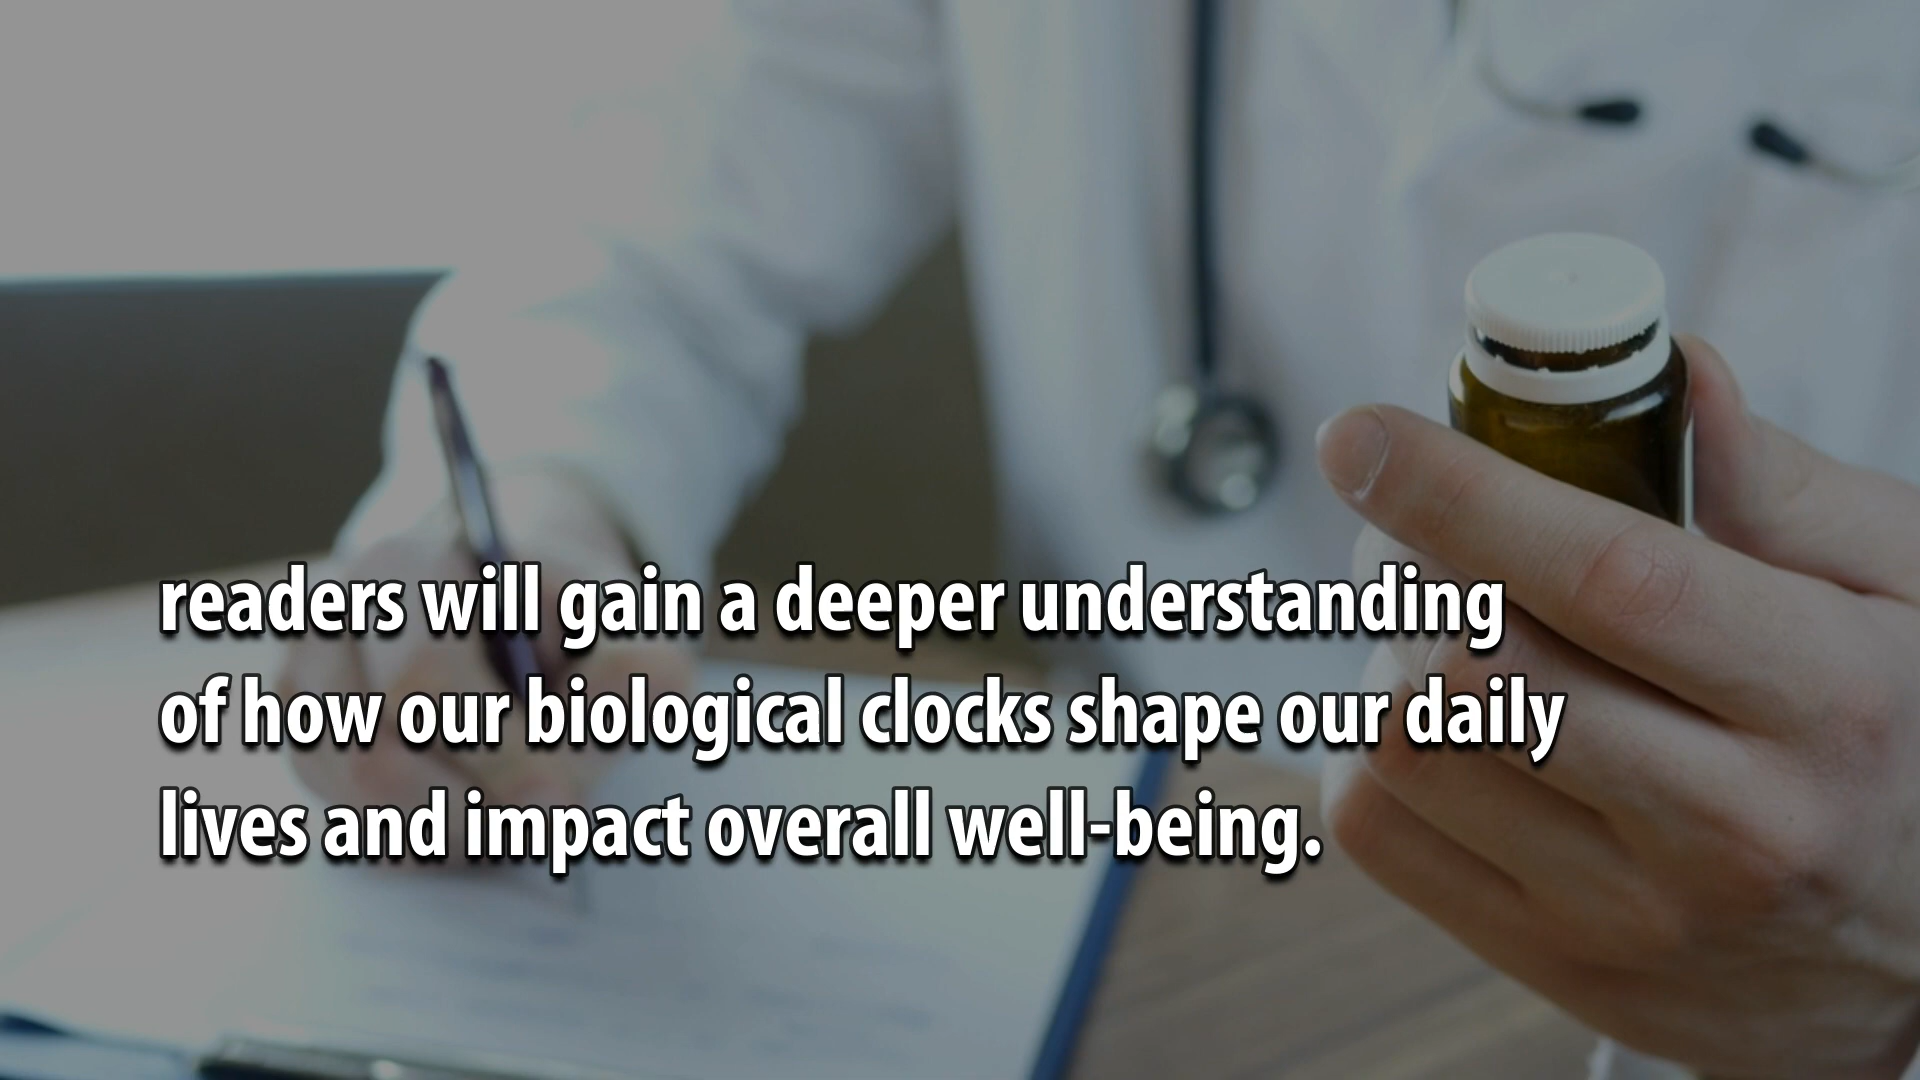 readers will gain a deeper understanding
of how our biological clocks shape our daily
lives and impact overall well-being.